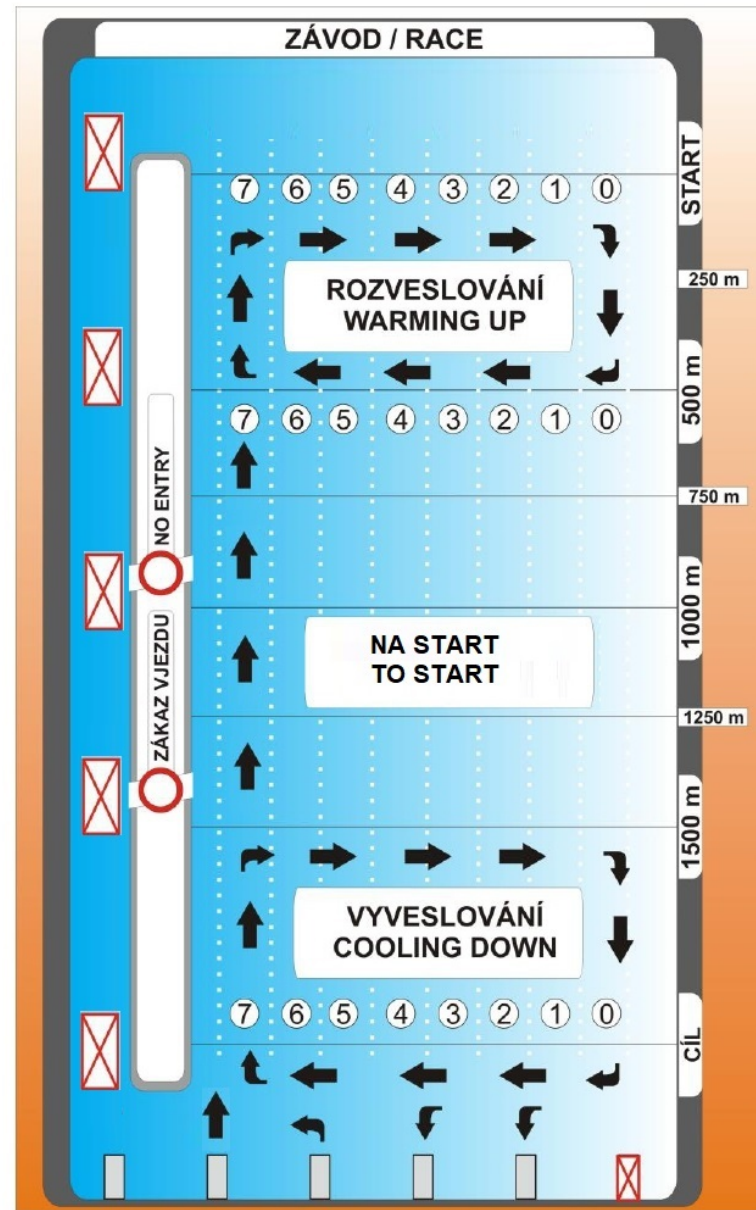 ZÁVOD / RACE
START
7 6 5 4 3 2 1 0
250 m
ROZVESLOVÁNÍ
WARMING UP
500 m
7 6 5 4 3 2 1 0
NO ENTRY
750 m
1000 m
ZÁKAZ VJEZDU
NA START
TO START
1250 m
1500 m
VYVESLOVÁNÍ
COOLING DOWN
7 6 5 4 3 2 1 0
CÍL